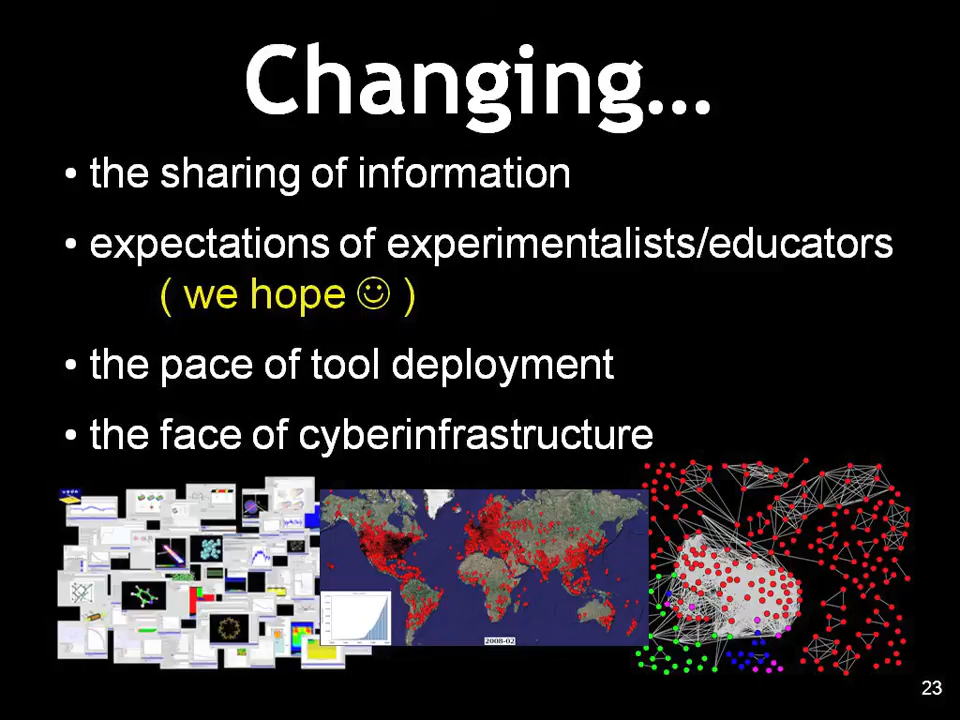 Changing...
• the sharing of information
• expectations of experimentalists/educators
( we hope ☺ )
• the pace of tool deployment
• the face of cyberinfrastructure
2008-02
23